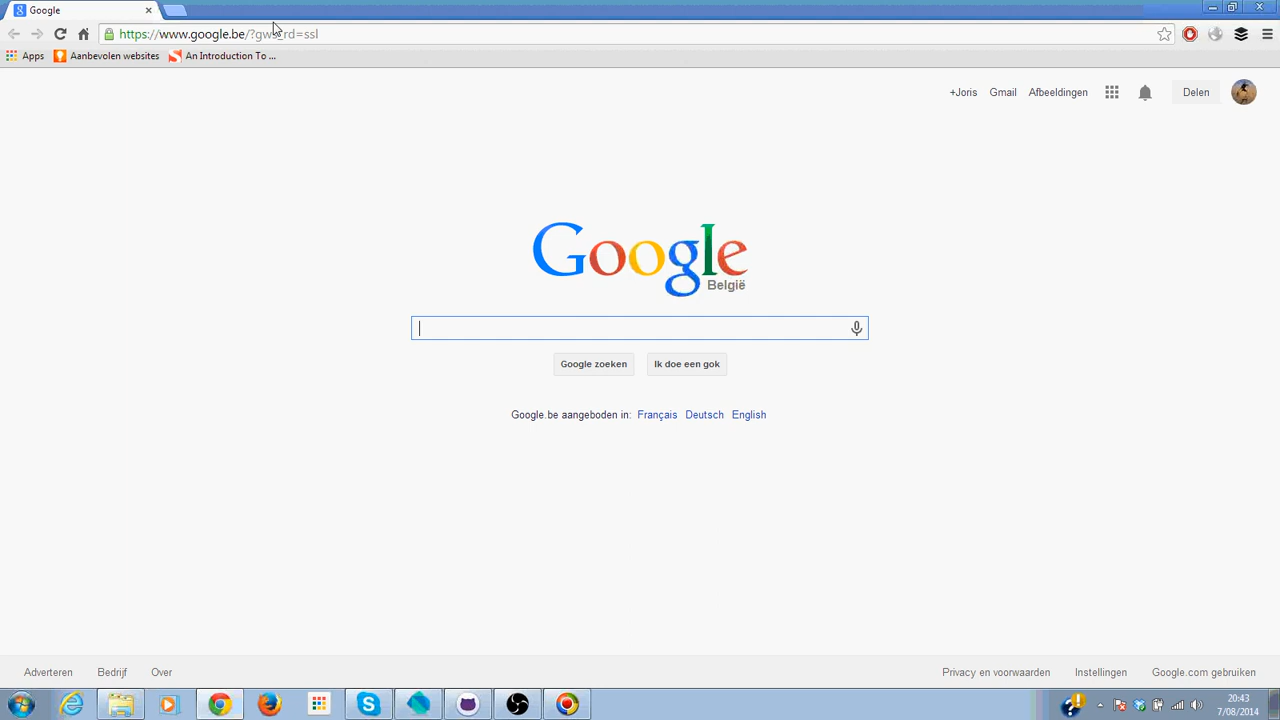 Google
https://www.google.be/?gws_rd=ssl
Apps Aanbevolen websites An Introduction To ...
+Joris Gmail Afbeeldingen Delen
Google
België
Google zoeken Ik doe een gok
Google.be aangeboden in: Français Deutsch English
Adverteren Bedrijf Over Privacy en voorwaarden Instellingen Google.com gebruiken
20:43
7/08/2014